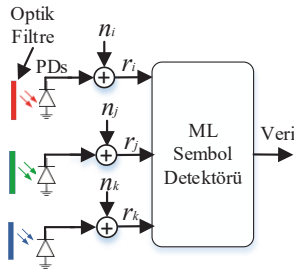 Optik
Filtre
PDs
n_i
r_i
n_j
r_j
n_k
r_k
ML
Sembol
Detektörü
Veri